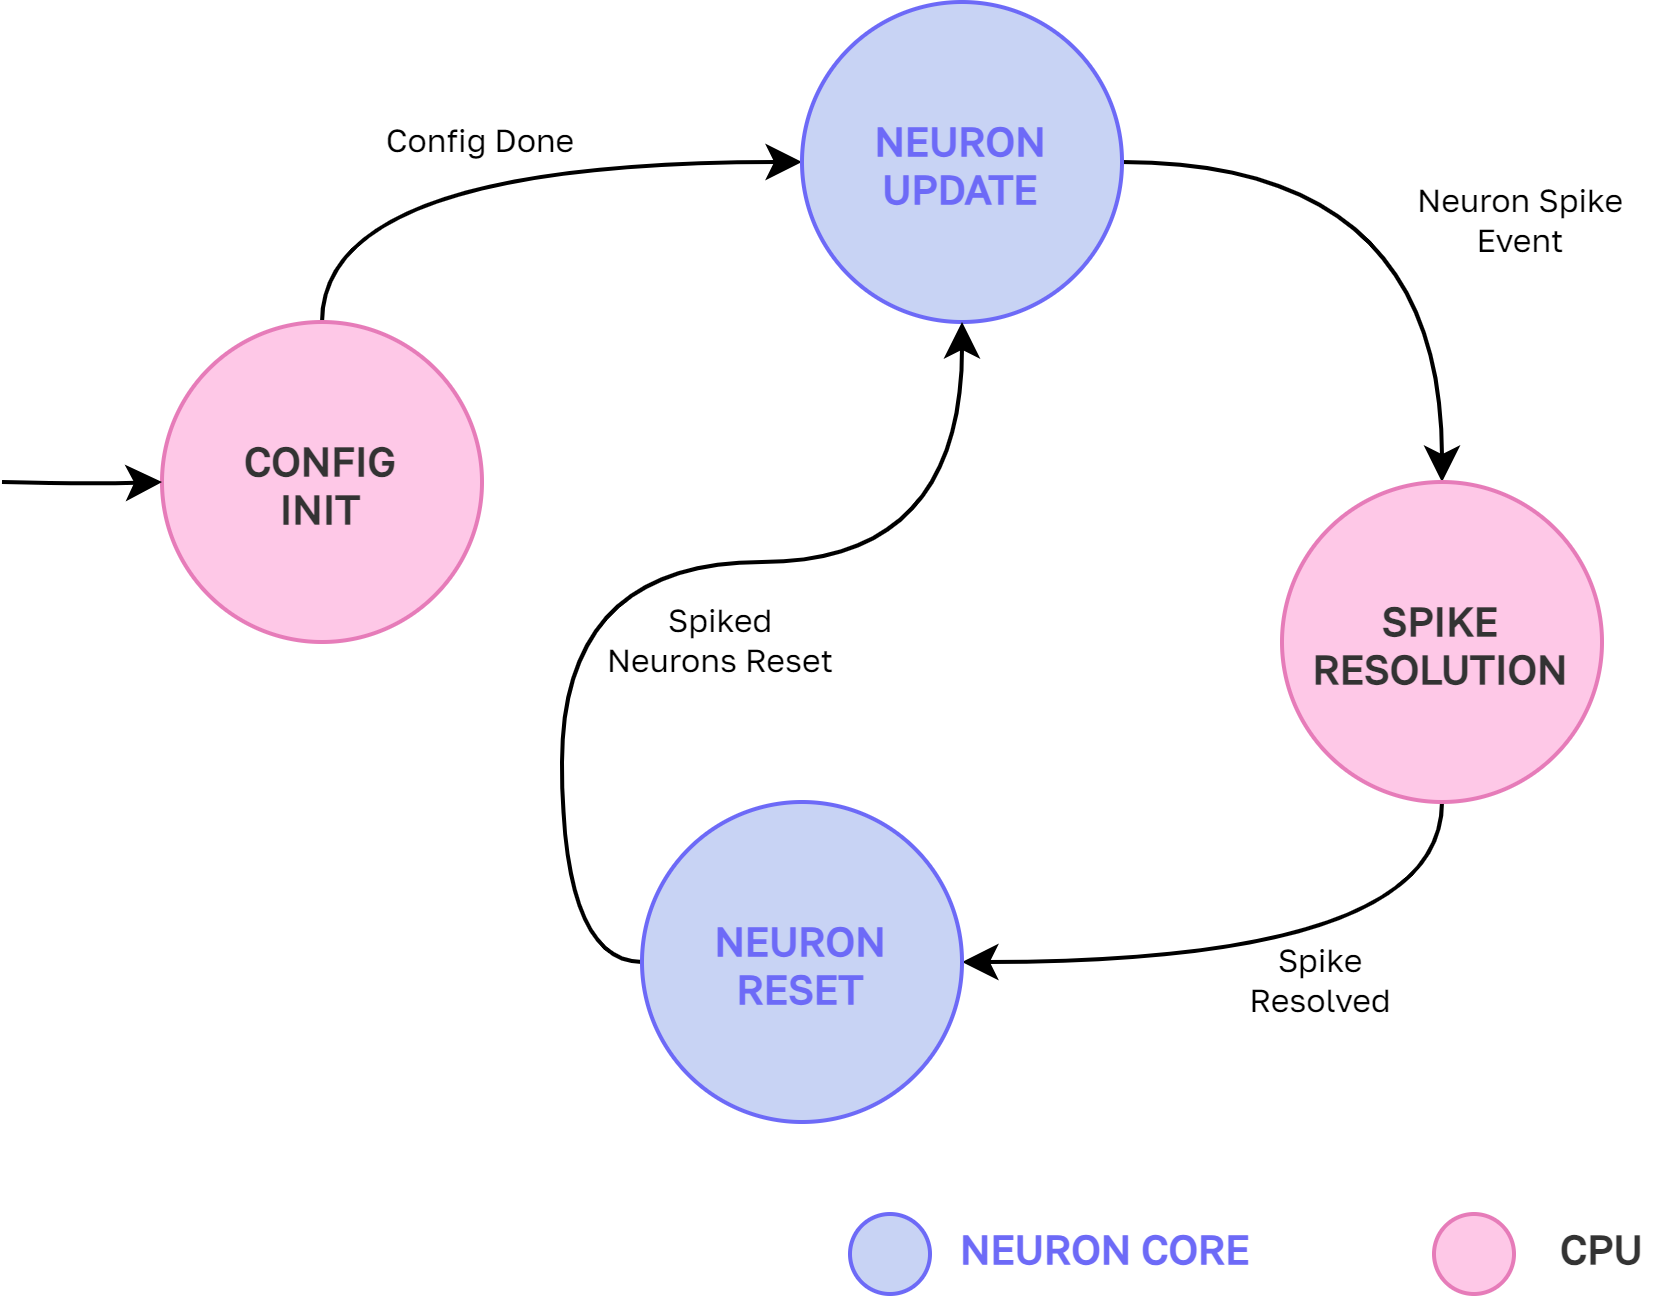 Config Done
NEURON
UPDATE
Neuron Spike
Event
CONFIG
INIT
Spiked
Neurons Reset
SPIKE
RESOLUTION
NEURON
RESET
Spike
Resolved
NEURON CORE
CPU